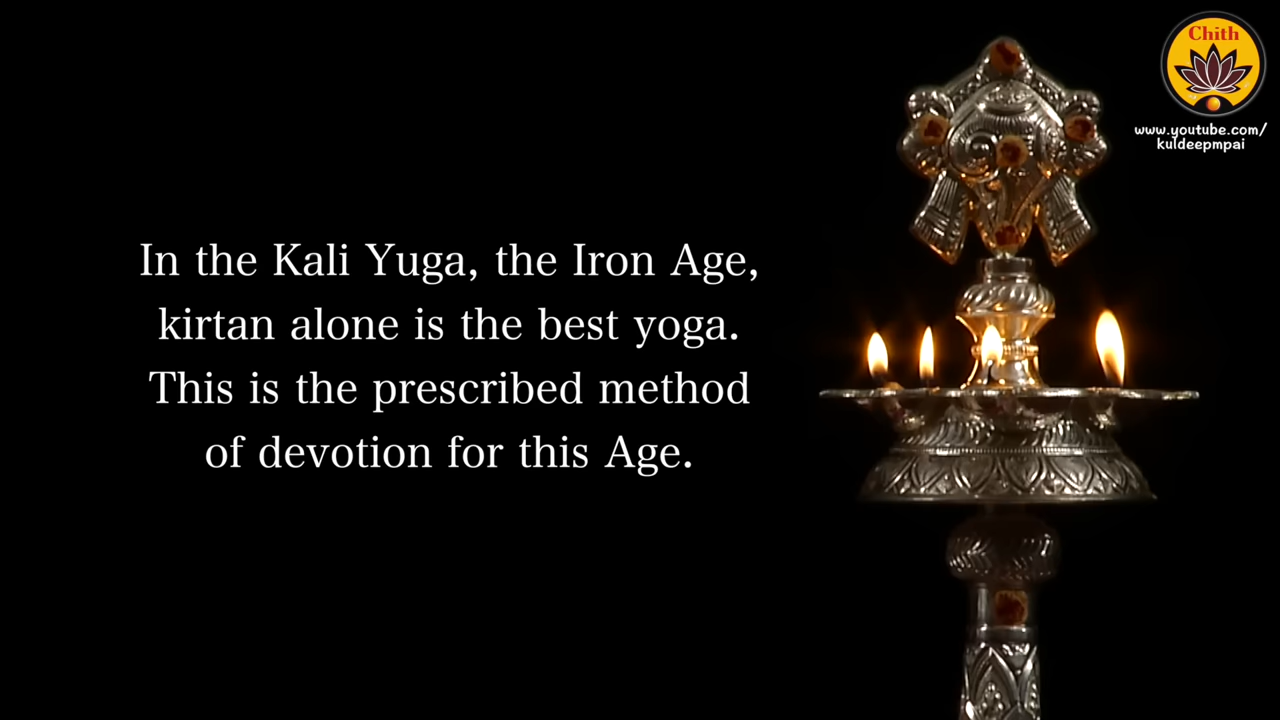 Chith
www.youtube.com/
kuldeepmpai
In the Kali Yuga, the Iron Age,
kirtan alone is the best yoga.
This is the prescribed method
of devotion for this Age.